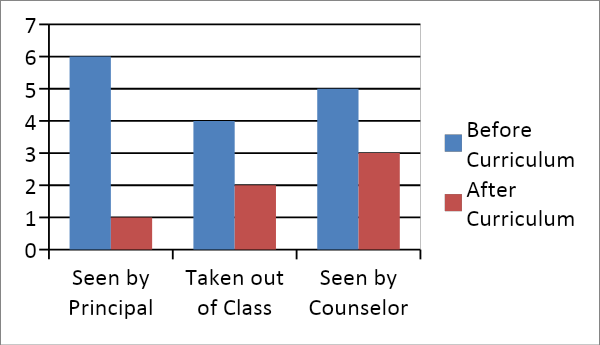 7
6
5
4
3
2
1
0
Seen by
Principal
Taken out
of Class
Seen by
Counselor
Before
Curriculum
After
Curriculum